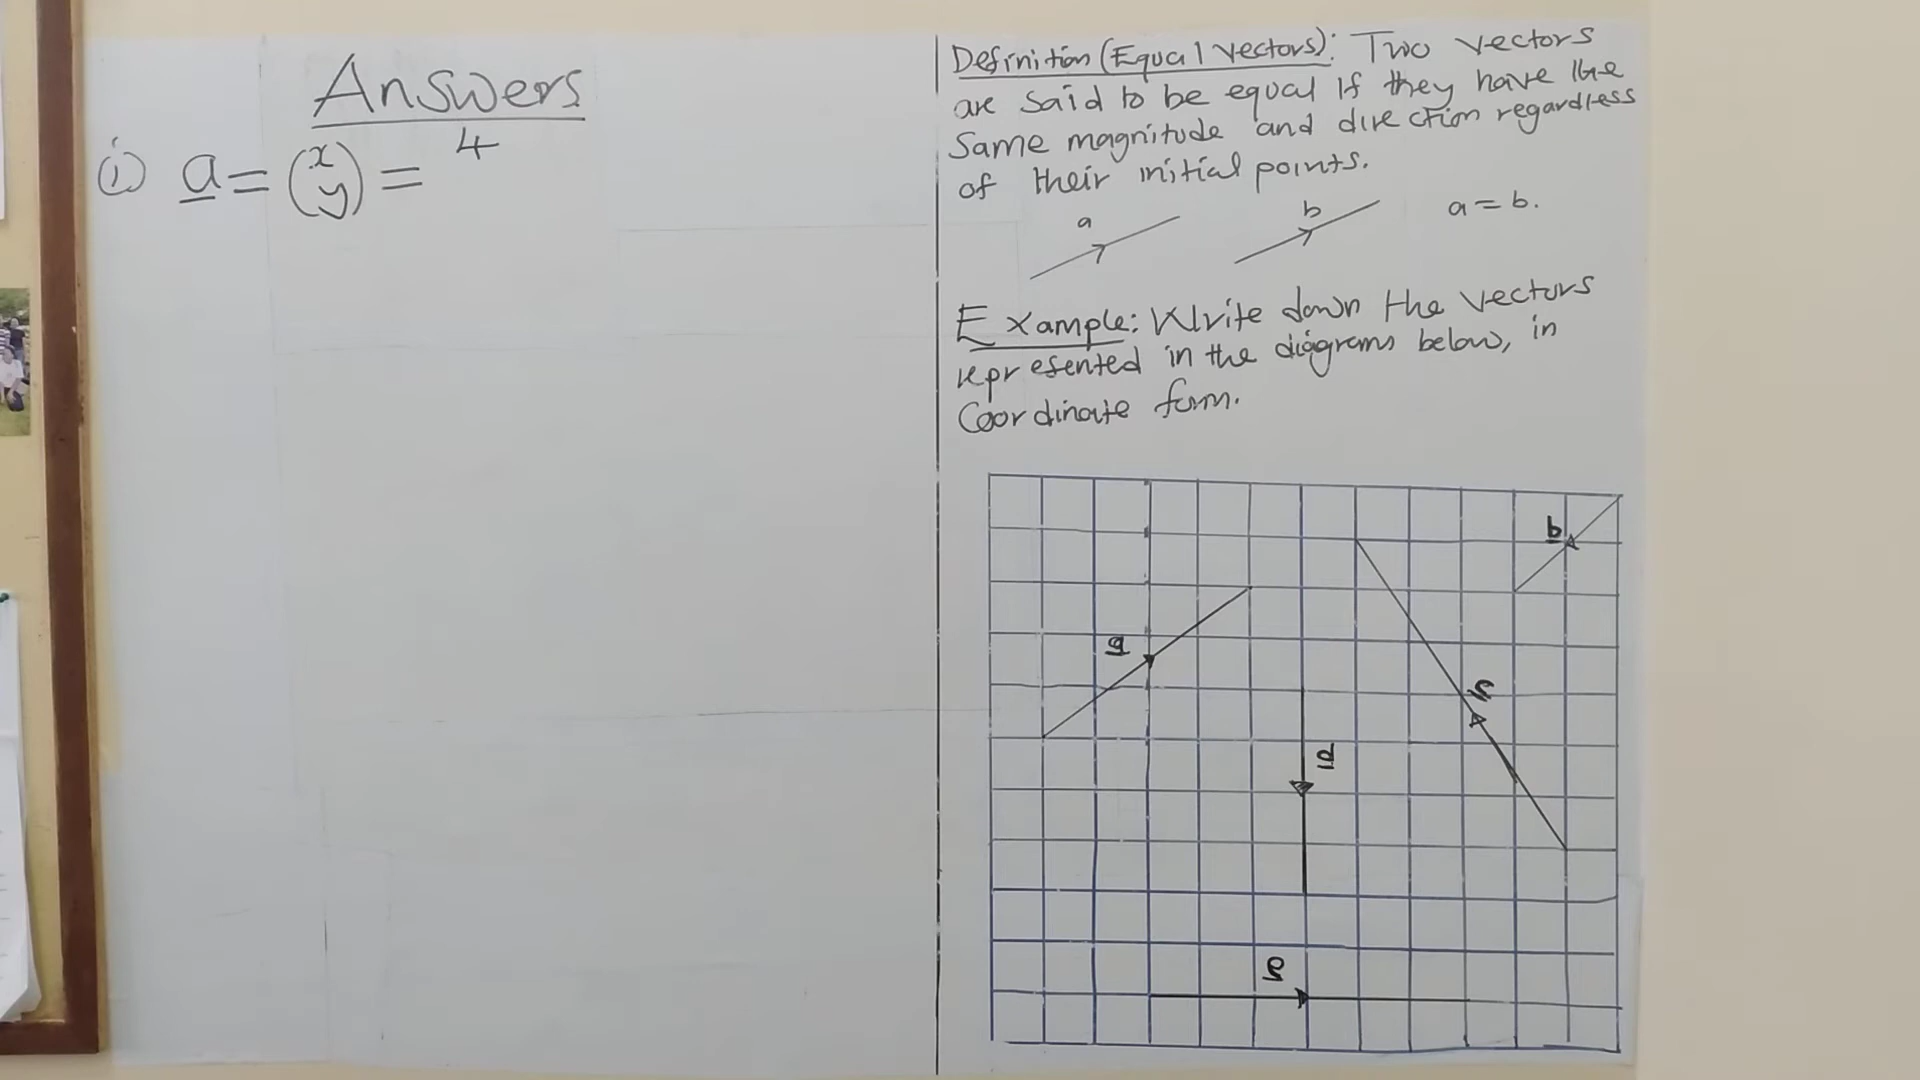 Answers
(i) a = (x y) = 4
Definition (Equal Vectors): Two vectors
are said to be equal if they have the
same magnitude and direction regardless
of their initial points.
a
b
a = b.
Example: Write down the vectors
represented in the diagrams below, in
Coordinate form.
b
a
c
d
e